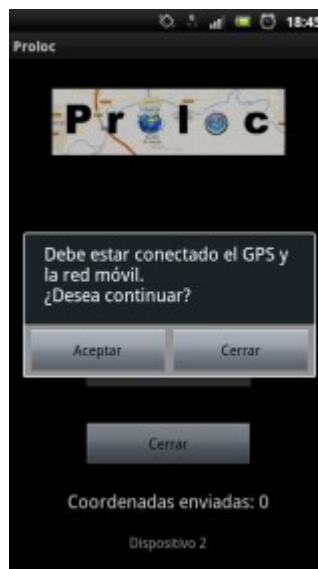 18:45
Proloc
Proloc
Debe estar conectado el GPS y
la red móvil.
¿Desea continuar?
Aceptar Cerrar
Cerrar
Coordenadas enviadas: 0
Dispositivo 2